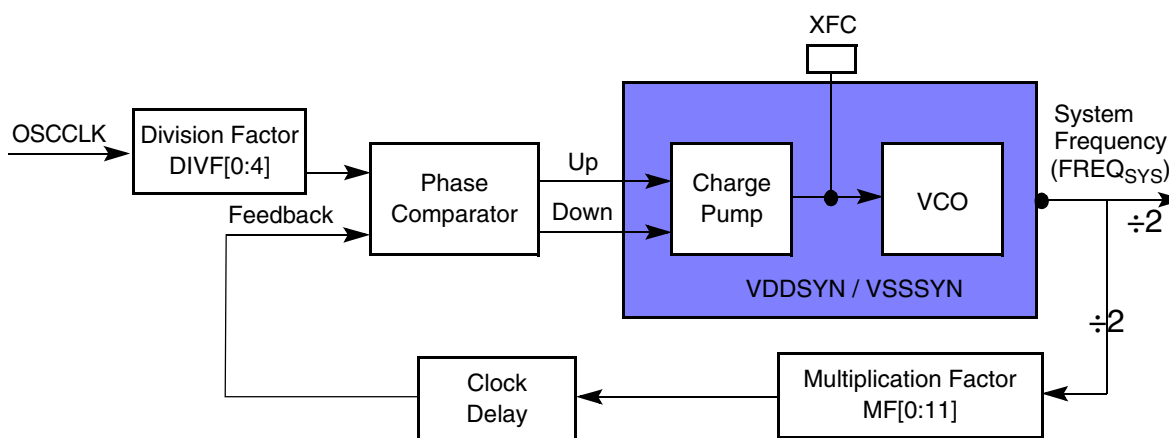 XFC
OSCCLK
Division Factor
DIVF[0:4]
Feedback
Phase
Comparator
Up
Down
Charge
Pump
VCO
VDDSYN / VSSSYN
System
Frequency
(FREQSYS)
÷2
÷2
Clock
Delay
Multiplication Factor
MF[0:11]